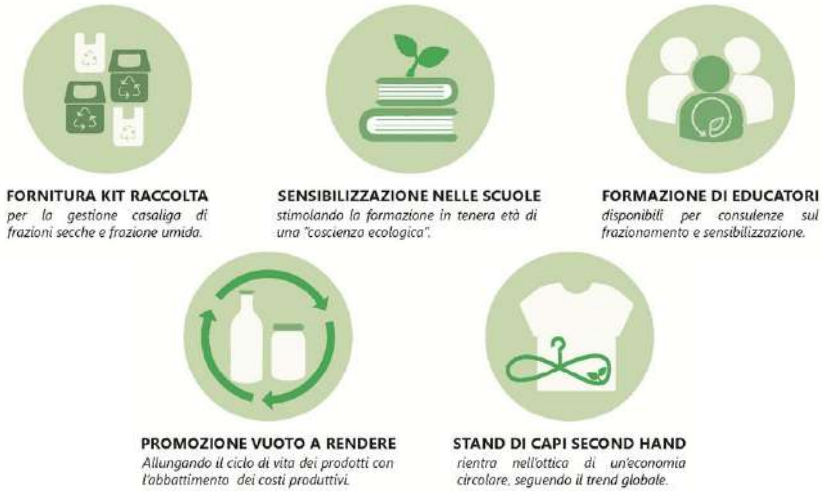 FORNITURA KIT RACCOLTA
per la gestione casaliga di
frazioni secche e frazione umida.
SENSIBILIZZAZIONE NELLE SCUOLE
stimolando la formazione in tenera età di
una "coscienza ecologica".
FORMAZIONE DI EDUCATORI
disponibili per consulenze sul
frazionamento e sensibilizzazione.
PROMOZIONE VUOTO A RENDERE
Allungando il ciclo di vita dei prodotti con
l'abbattimento dei costi produttivi.
STAND DI CAPI SECOND HAND
rientra nell'ottica di un'economia
circolare, seguendo il trend globale.